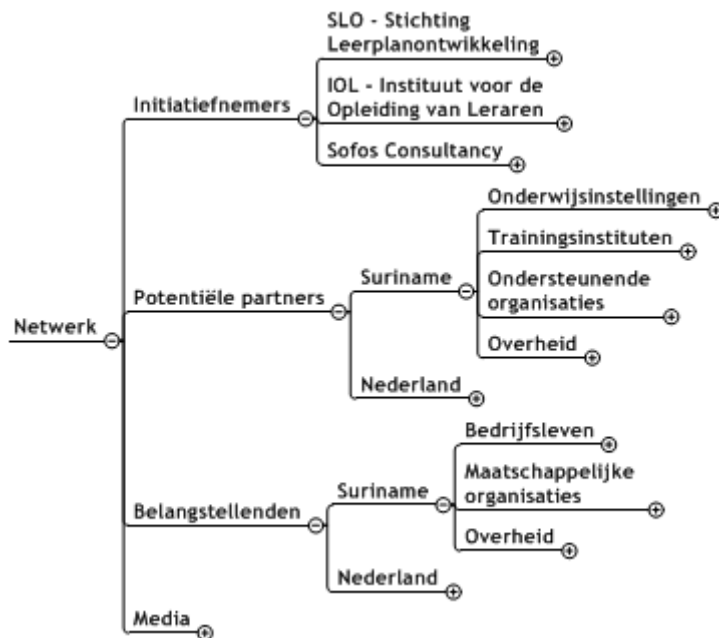 SLO - Stichting
Leerplanontwikkeling
IOL - Instituut voor de
Opleiding van Leraren
Initiatiefnemers
Sofos Consultancy
Onderwijsinstellingen
Trainingsinstituten
Suriname
Ondersteunende
organisaties
Potentiële partners
Netwerk
Overheid
Nederland
Bedrijfsleven
Maatschappelijke
organisaties
Suriname
Belangstellenden
Overheid
Nederland
Media